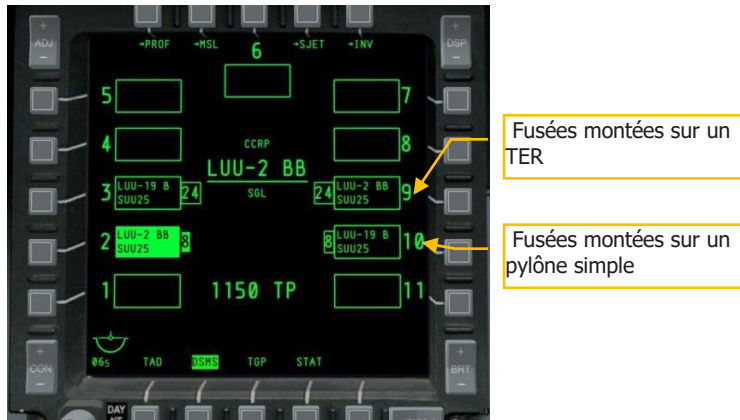 ADJ
→PROF →MSL →SJET →INV
DSP
6
5
7
4
8
CCRP
LUU-2 BB
SGL
3
LUU-19 B
SUU25
24
24
LUU-2 BB
SUU25
9
2
LUU-2 BB
SUU25
8
8
LUU-19 B
SUU25
10
1
1150 TP
11
065
TAD DSMS TGP STAT
CON
BRT
DAY
Fusées montées sur un
TER
Fusées montées sur un
pylône simple